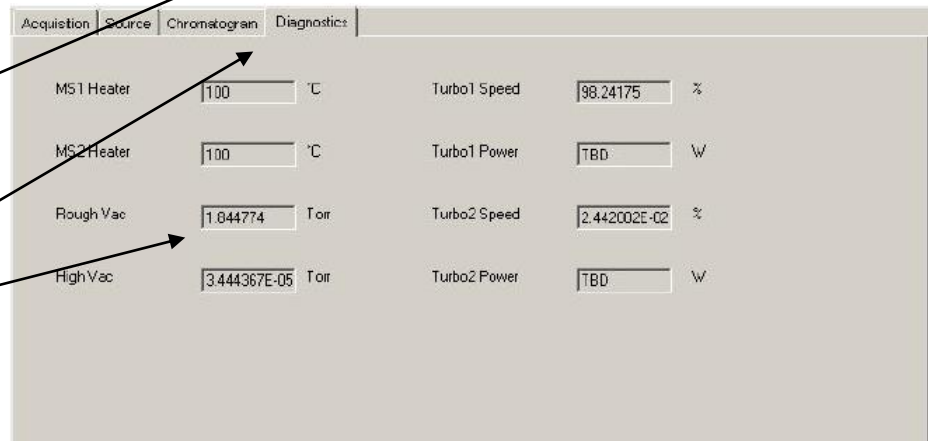 Acquisition Source Chromatogram Diagnostics
MS1 Heater 100 °C Turbo1 Speed 98.24175 %
MS2 Heater 100 °C Turbo1 Power TBD W
Rough Vac 1.844774 Torr Turbo2 Speed 2.442002E-02 %
High Vac 3.444367E-05 Torr Turbo2 Power TBD W